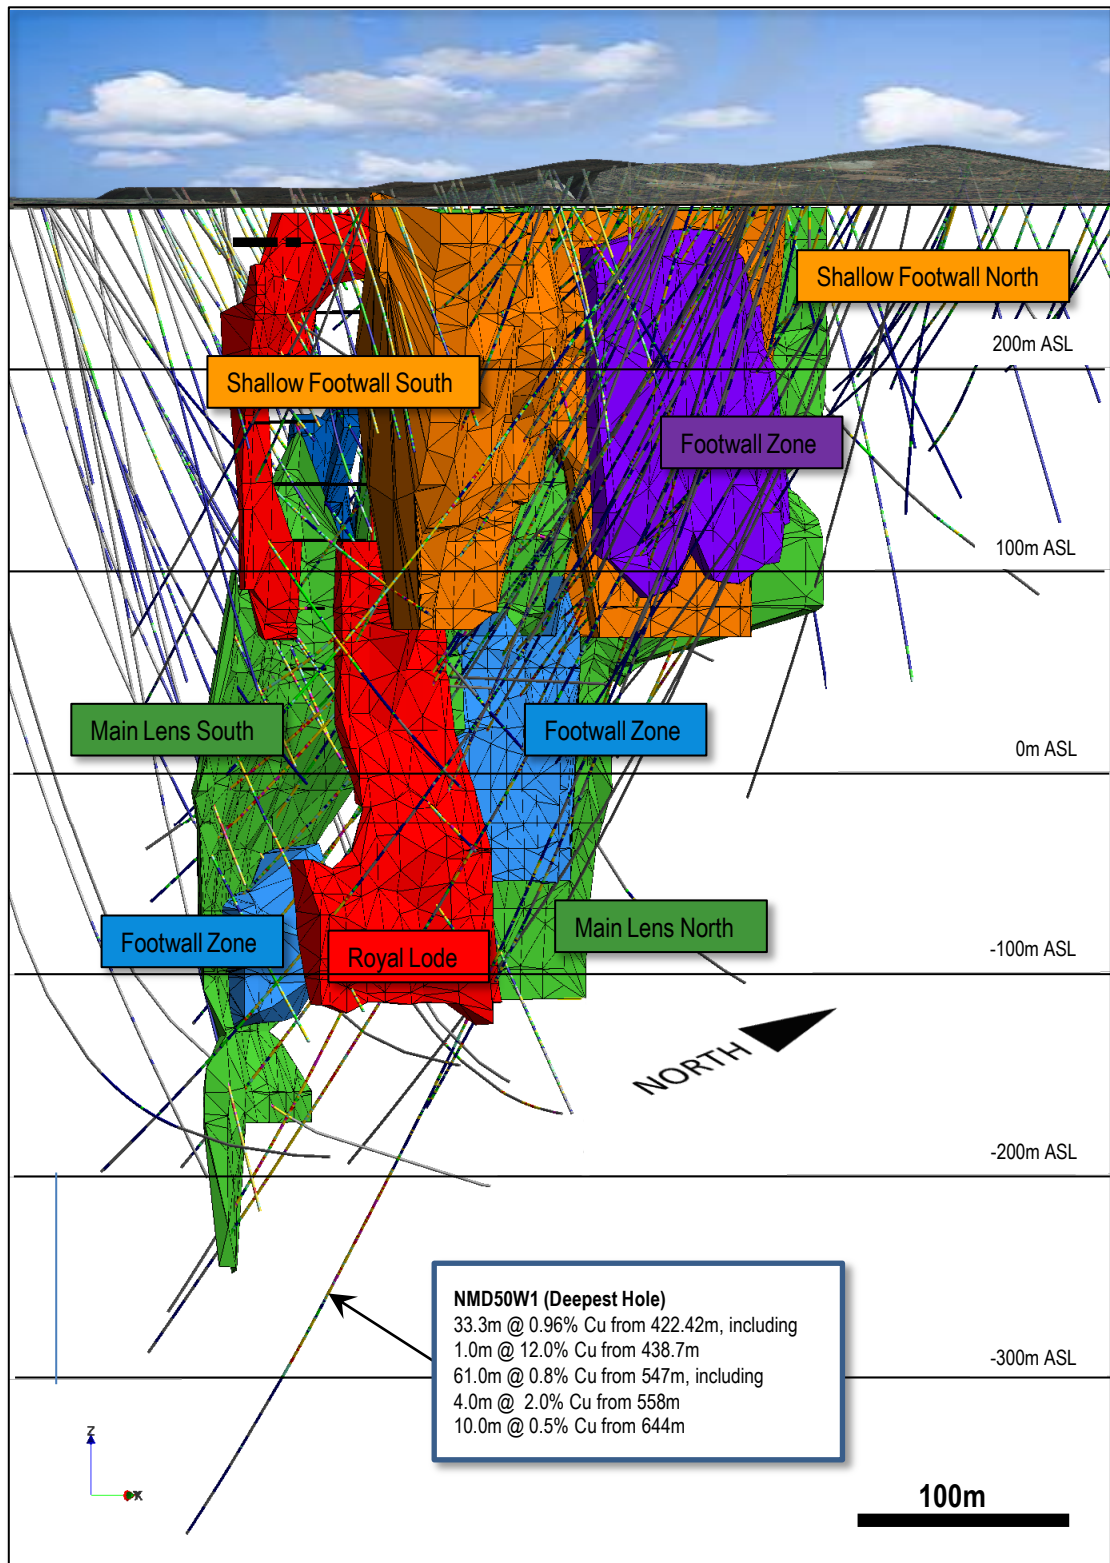 Shallow Footwall North
200m ASL
Shallow Footwall South
Footwall Zone
100m ASL
Main Lens South
Footwall Zone
0m ASL
Footwall Zone
Royal Lode
Main Lens North
-100m ASL
NORTH
-200m ASL
NMD50W1 (Deepest Hole)
33.3m @ 0.96% Cu from 422.42m, including
1.0m @ 12.0% Cu from 438.7m
61.0m @ 0.8% Cu from 547m, including
4.0m @ 2.0% Cu from 558m
10.0m @ 0.5% Cu from 644m
-300m ASL
Z
100m